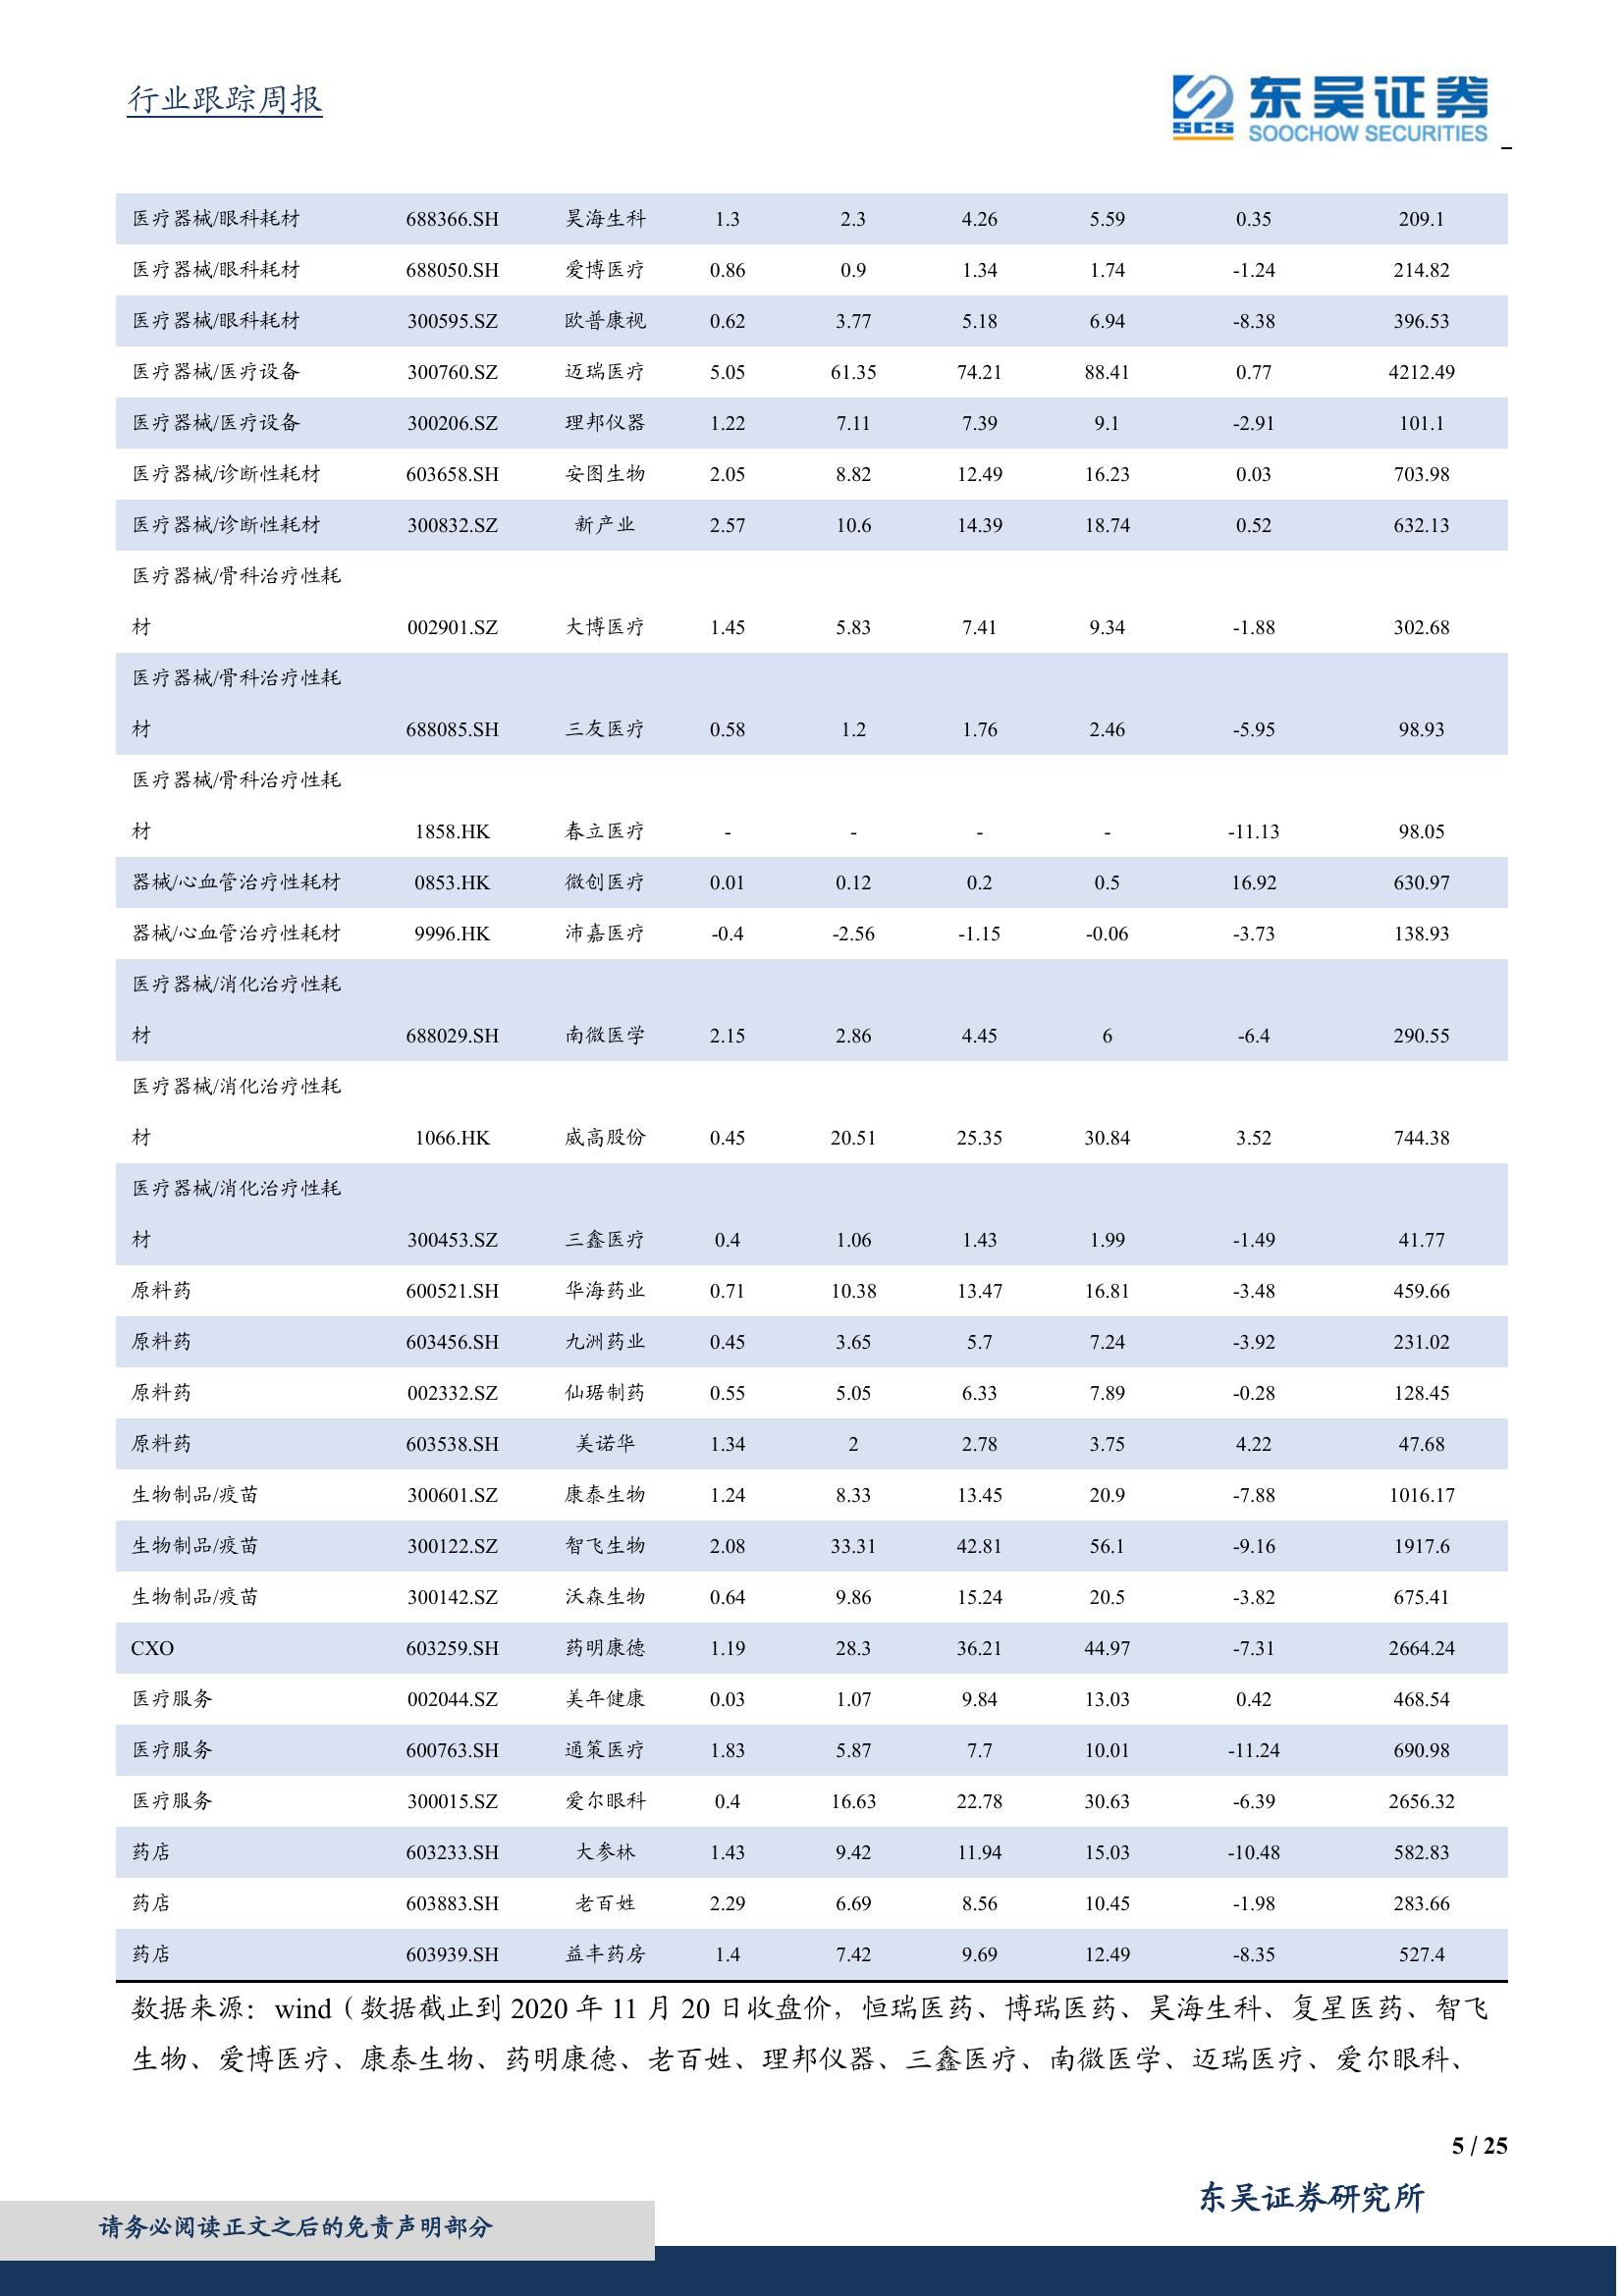 行业跟踪周报
SCS 东吴证券
SOOCHOW SECURITIES
医疗器械/眼科耗材 688366.SH 昊海生科 1.3 2.3 4.26 5.59 0.35 209.1
医疗器械/眼科耗材 688050.SH 爱博医疗 0.86 0.9 1.34 1.74 -1.24 214.82
医疗器械/眼科耗材 300595.SZ 欧普康视 0.62 3.77 5.18 6.94 -8.38 396.53
医疗器械/医疗设备 300760.SZ 迈瑞医疗 5.05 61.35 74.21 88.41 0.77 4212.49
医疗器械/医疗设备 300206.SZ 理邦仪器 1.22 7.11 7.39 9.1 -2.91 101.1
医疗器械/诊断性耗材 603658.SH 安图生物 2.05 8.82 12.49 16.23 0.03 703.98
医疗器械/诊断性耗材 300832.SZ 新产业 2.57 10.6 14.39 18.74 0.52 632.13
医疗器械/骨科治疗性耗
材 002901.SZ 大博医疗 1.45 5.83 7.41 9.34 -1.88 302.68
医疗器械/骨科治疗性耗
材 688085.SH 三友医疗 0.58 1.2 1.76 2.46 -5.95 98.93
医疗器械/骨科治疗性耗
材 1858.HK 春立医疗 - - - - -11.13 98.05
器械/心血管治疗性耗材 0853.HK 微创医疗 0.01 0.12 0.2 0.5 16.92 630.97
器械/心血管治疗性耗材 9996.HK 沛嘉医疗 -0.4 -2.56 -1.15 -0.06 -3.73 138.93
医疗器械/消化治疗性耗
材 688029.SH 南微医学 2.15 2.86 4.45 6 -6.4 290.55
医疗器械/消化治疗性耗
材 1066.HK 威高股份 0.45 20.51 25.35 30.84 3.52 744.38
医疗器械/消化治疗性耗
材 300453.SZ 三鑫医疗 0.4 1.06 1.43 1.99 -1.49 41.77
原料药 600521.SH 华海药业 0.71 10.38 13.47 16.81 -3.48 459.66
原料药 603456.SH 九洲药业 0.45 3.65 5.7 7.24 -3.92 231.02
原料药 002332.SZ 仙琚制药 0.55 5.05 6.33 7.89 -0.28 128.45
原料药 603538.SH 美诺华 1.34 2 2.78 3.75 4.22 47.68
生物制品/疫苗 300601.SZ 康泰生物 1.24 8.33 13.45 20.9 -7.88 1016.17
生物制品/疫苗 300122.SZ 智飞生物 2.08 33.31 42.81 56.1 -9.16 1917.6
生物制品/疫苗 300142.SZ 沃森生物 0.64 9.86 15.24 20.5 -3.82 675.41
CXO 603259.SH 药明康德 1.19 28.3 36.21 44.97 -7.31 2664.24
医疗服务 002044.SZ 美年健康 0.03 1.07 9.84 13.03 0.42 468.54
医疗服务 600763.SH 通策医疗 1.83 5.87 7.7 10.01 -11.24 690.98
医疗服务 300015.SZ 爱尔眼科 0.4 16.63 22.78 30.63 -6.39 2656.32
药店 603233.SH 大参林 1.43 9.42 11.94 15.03 -10.48 582.83
药店 603883.SH 老百姓 2.29 6.69 8.56 10.45 -1.98 283.66
药店 603939.SH 益丰药房 1.4 7.42 9.69 12.49 -8.35 527.4
数据来源：wind（数据截止到 2020 年 11 月 20 日收盘价，恒瑞医药、博瑞医药、昊海生科、复星医药、智飞
生物、爱博医疗、康泰生物、药明康德、老百姓、理邦仪器、三鑫医疗、南微医学、迈瑞医疗、爱尔眼科、
5 / 25
东吴证券研究所
请务必阅读正文之后的免责声明部分